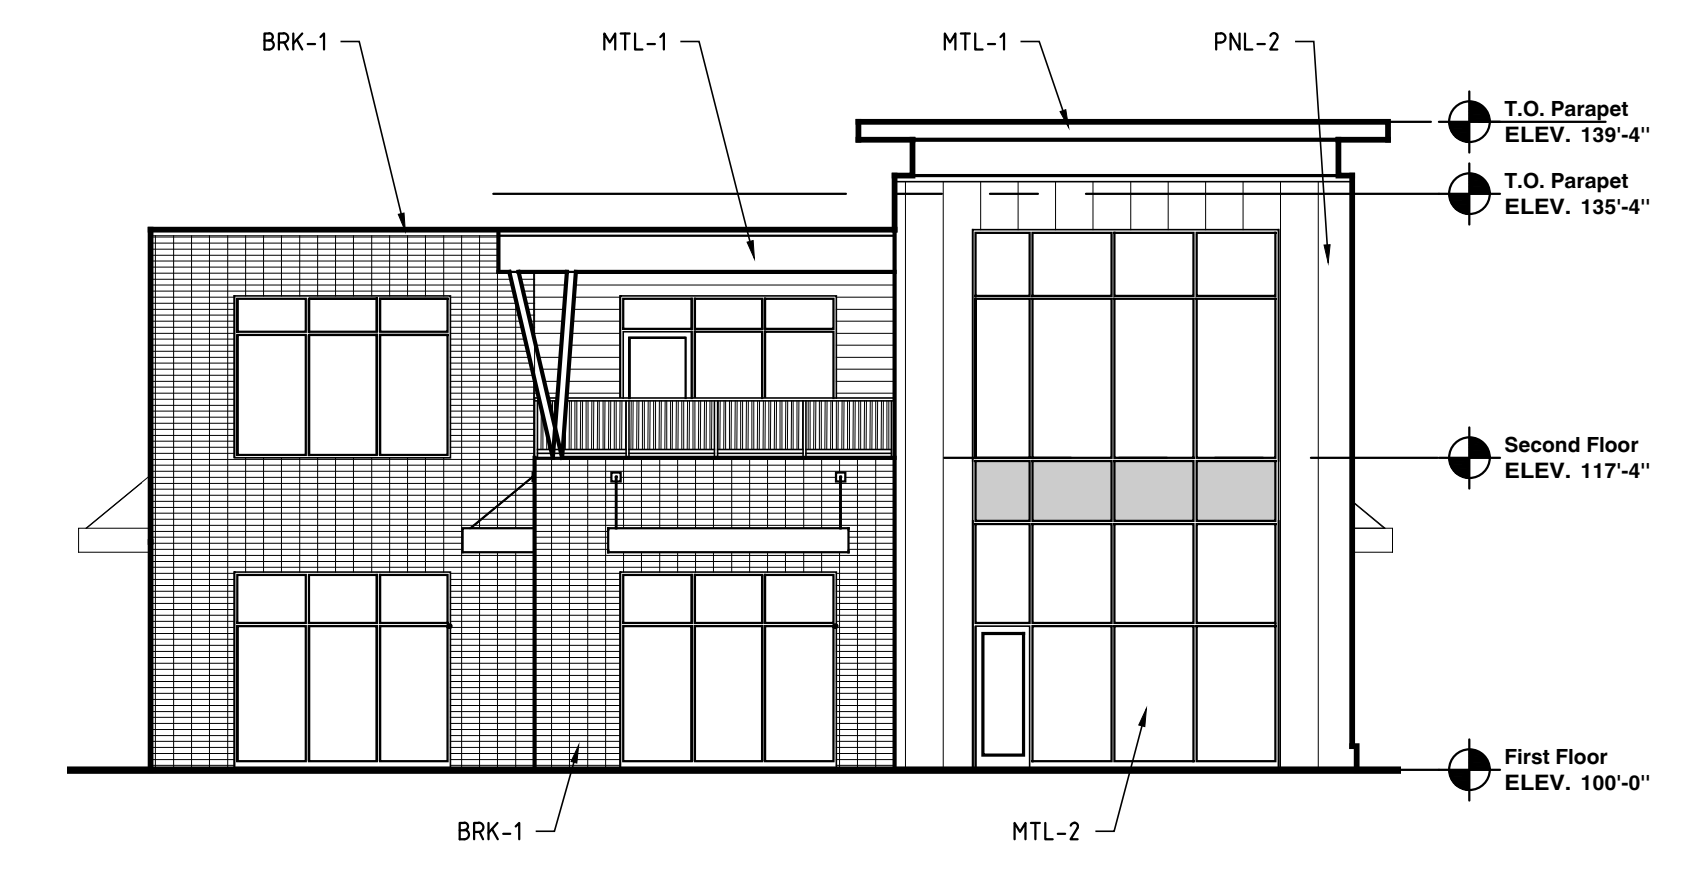 BRK-1
MTL-1
MTL-1
PNL-2
T.O. Parapet
ELEV. 139'-4"
T.O. Parapet
ELEV. 135'-4"
Second Floor
ELEV. 117'-4"
First Floor
ELEV. 100'-0"
BRK-1
MTL-2